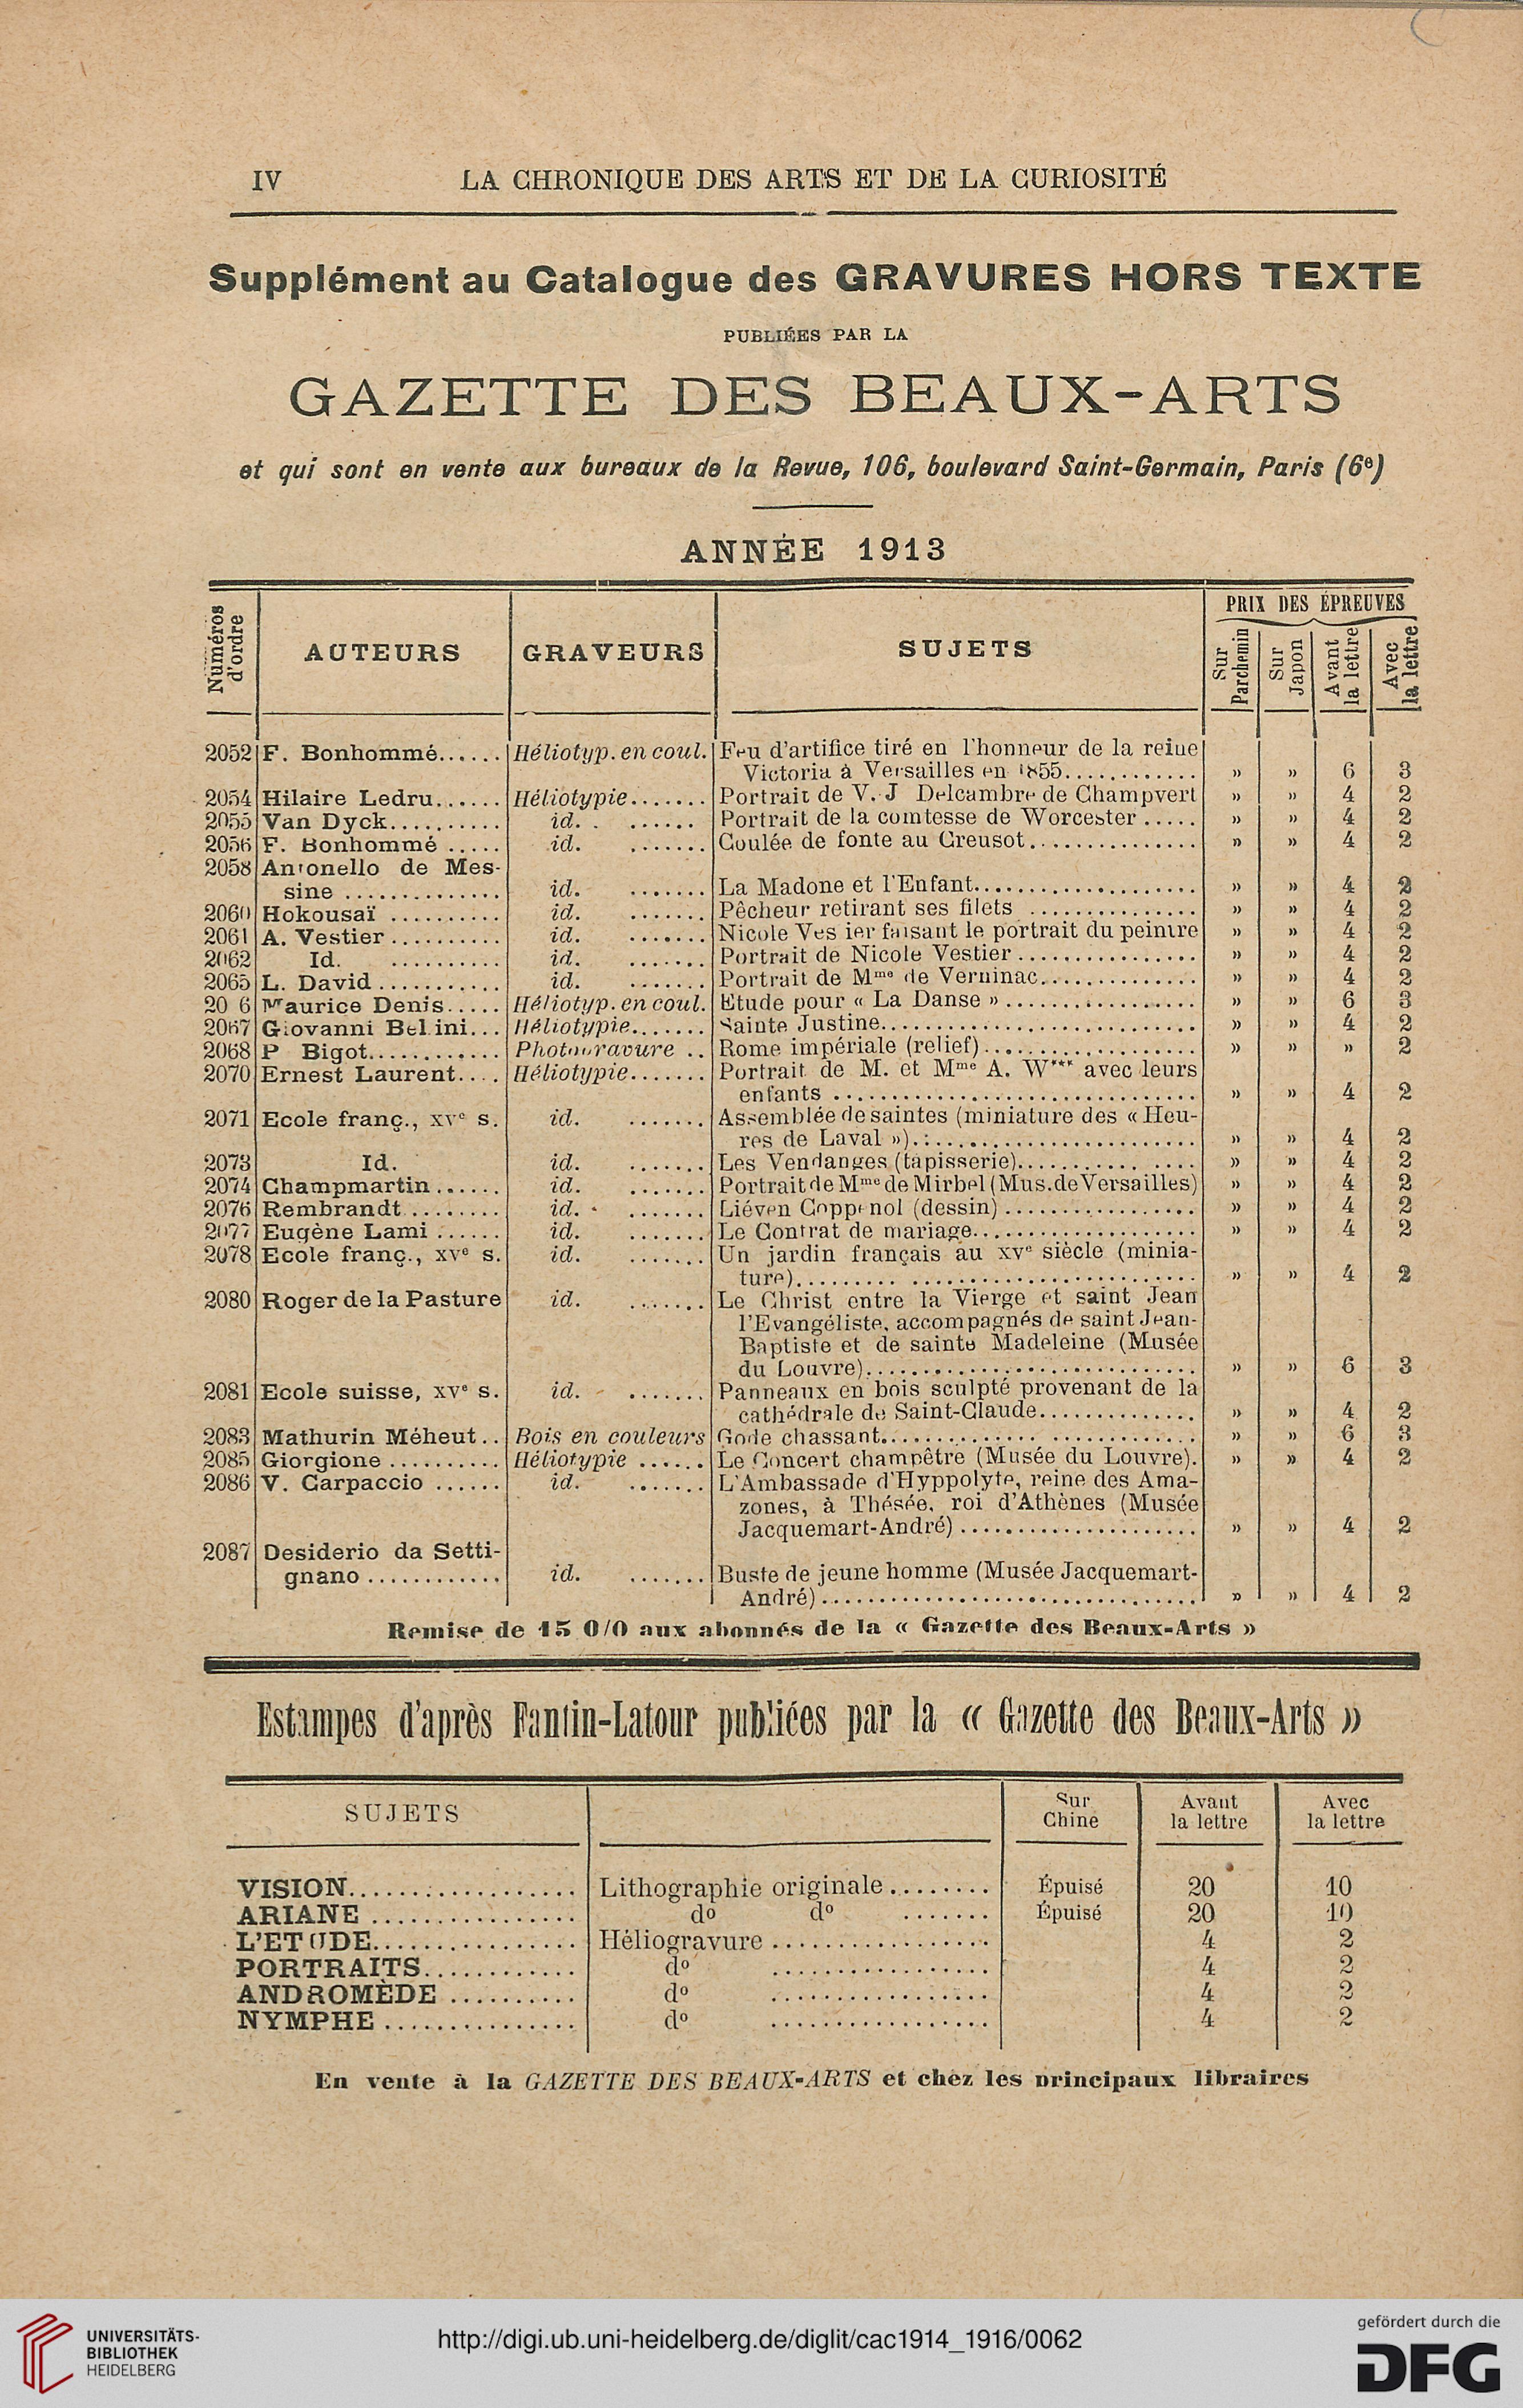 IV LA CHRONIQUE DES ARTS ET DE LA CURIOSITÉ
Supplément au Catalogue des GRAVURES HORS TEXTE
PUBLIÉES PAR LA
GAZETTE DES BEAUX-ARTS
et qui sont en vente aux bureaux de la Revue, 106, boulevard Saint-Germain, Paris (6e)
ANNÉE 1913
Numéros d'ordre AUTEURS GRAVEURS SUJETS PRIX DES ÉPREUVES
Sur Parchemin Sur Japon Avant la lettre Avec la lettre
2052 F. Bonhommé...... Héliotyp. en coul. Feu d'artifice tiré en l'honneur de la reine
Victoria à Versailles en 1855............ » » 6 3
2054 Hilaire Ledru...... Héliotypie....... Portrait de V. J Delcambre de Champvert » » 4 2
2055 Van Dyck.......... id. . ...... Portrait de la comtesse de Worcester ..... » » 4 2
2056 F. Bonhommé ..... id. ....... Coulée de fonte au Creusot............... » » 4 2
2058 Antonello de Mes-
sine .............. id. ....... La Madone et l'Enfant.................... » » 4 2
2060 Hokousaï .......... id. ....... Pêcheur retirant ses filets ............... » » 4 2
2061 A. Vestier.......... id. ....... Nicole Vestier faisant le portrait du peintre » » 4 2
2062 Id. .......... id. ....... Portrait de Nicole Vestier................ » » 4 2
2065 L. David........... id. ....... Portrait de Mme de Verninac.............. » » 4 2
20 6 Maurice Denis..... Héliotyp. en coul. Etude pour « La Danse »................. » » 6 3
2067 Giovanni Bellini... Héliotypie....... Sainte Justine............................ » » 4 2
2068 P Bigot............ Photogravure .. Rome impériale (relief)................... » » » 2
2070 Ernest Laurent.... Héliotypie....... Portrait de M. et Mme A. W*** avec leurs
enfants ................................ » » 4 2
2071 Ecole franç., XVe s. id. ....... Assemblée de saintes (miniature des « Heu-
res de Laval »)......................... » » 4 2
2073 Id. id. ....... Les Vendanges (tapisserie)............ .... » » 4 2
2074 Champmartin...... id. ....... Portrait de Mme de Mirbel (Mus. de Versailles) » » 4 2
2076 Rembrandt......... id. ....... Liéven Coppenol (dessin)................. » » 4 2
2077 Eugène Lami ...... id. ....... Le Contrat de mariage.................... » » 4 2
2078 Ecole franç., XVe s. id. ....... Un jardin français au XVe siècle (minia-
ture)......... ......................... » » 4 2
2080 Roger de la Pasture id. ....... Le Christ entre la Vierge et saint Jean
l'Evangéliste, accompagnés de saint Jean-
Baptiste et de sainte Madeleine (Musée
du Louvre)............................. » » 6 3
2081 Ecole suisse, XVe s. id. ....... Panneaux en bois sculpté provenant de la
cathédrale de Saint-Claude.............. » » 4 2
2083 Mathurin Méheut.. Bois en couleurs Gode chassant.............. ............. » » 6 3
2085 Giorgione .......... Héliotypie ...... Le Concert champêtre (Musée du Louvre). » » 4 2
2086 V. Carpaccio ...... id. ....... L'Ambassade d'Hyppolyte, reine des Ama-
zones, à Thésée, roi d'Athènes (Musée
Jacquemart-André)...................... » » 4 2
2087 Desiderio da Setti-
gnano............ id. ....... Buste de jeune homme (Musée Jacquemart-
André)................................. » » 4 2
Remise de 15 0/0 aux abonnés de la « Gazette des Beaux-Arts »
Estampes d'après Fantin-Latour publiées par la « Gazette des Beaux-Arts »
SUJETS Sur Chine Avant la lettre Avec la lettre
VISION.................. Lithographie originale........ Épuisé 20 10
ARIANE ................ do do ....... Épuisé 20 10
L'ETUDE................ Héliogravure................. 4 2
PORTRAITS............ do ................. 4 2
ANDROMÈDE .......... do ................. 4 2
NYMPHE............... do ................. 4 2
En vente à la GAZETTE DES BEAUX-ARTS et chez les principaux libraires
UNIVERSITÄTS-
BIBLIOTHEK
HEIDELBERG
http://digi.ub.uni-heidelberg.de/diglit/cac1914_1916/0062
gefördert durch die
DFG